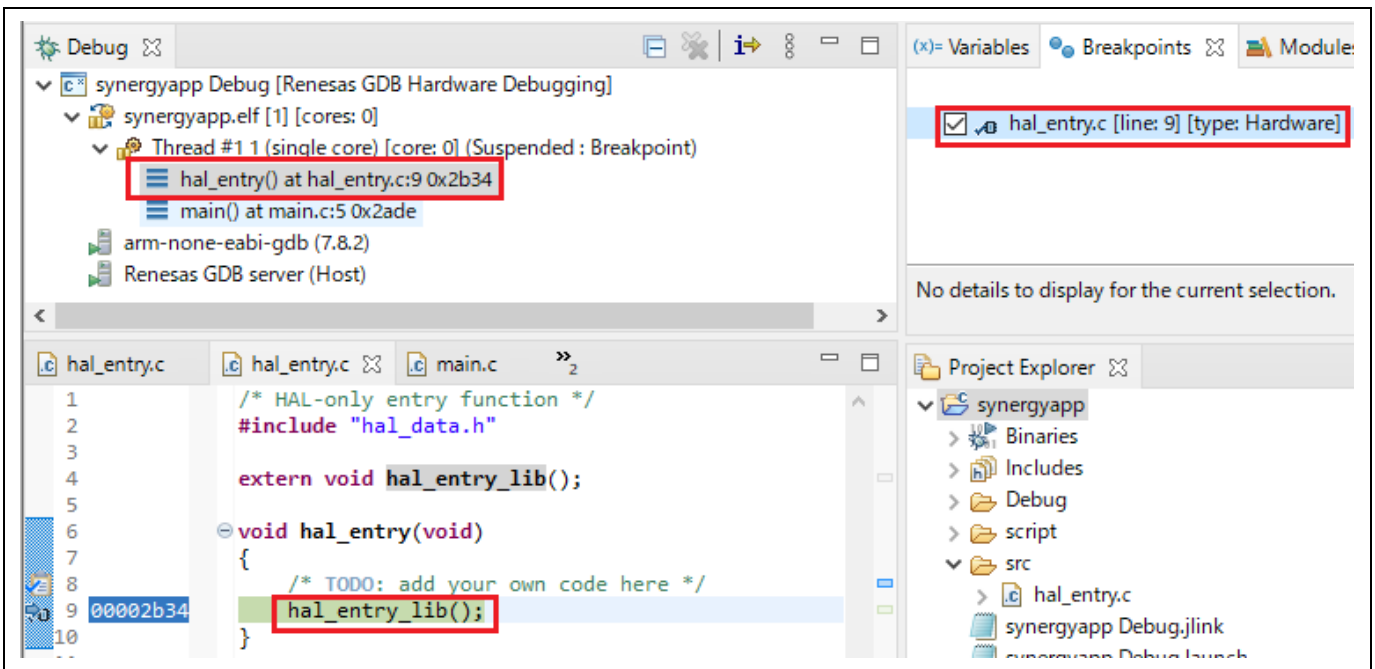 Debug
synergyapp Debug [Renesas GDB Hardware Debugging]
synergyapp.elf [1] [cores: 0]
Thread #1 1 (single core) [core: 0] (Suspended : Breakpoint)
hal_entry() at hal_entry.c:9 0x2b34
main() at main.c:5 0x2ade
arm-none-eabi-gdb (7.8.2)
Renesas GDB server (Host)
(x)= Variables Breakpoints Modules
hal_entry.c [line: 9] [type: Hardware]
No details to display for the current selection.
hal_entry.c hal_entry.c main.c »2
1 /* HAL-only entry function */
2 #include "hal_data.h"
3
4 extern void hal_entry_lib();
5
6 void hal_entry(void)
7 {
8 /* TODO: add your own code here */
9 00002b34 hal_entry_lib();
10 }
Project Explorer
synergyapp
Binaries
Includes
Debug
script
src
hal_entry.c
synergyapp Debug.jlink
synergyapp Debug.launch